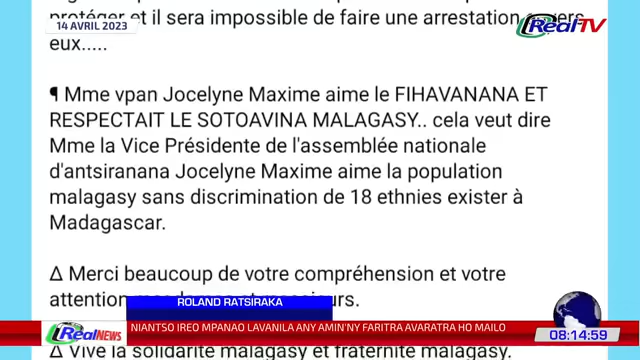 protéger et il sera impossible de faire une arrestation
14 AVRIL 2023
RealTV
eux.....
¶ Mme vpan Jocelyne Maxime aime le FIHAVANANA ET
RESPECTAIT LE SOTOAVINA MALAGASY.. cela veut dire
Mme la Vice Présidente de l'assemblée nationale
d'antsiranana Jocelyne Maxime aime la population
malagasy sans discrimination de 18 ethnies exister à
Madagascar.
Δ Merci beaucoup de votre compréhension et votre
attention
ROLAND RATSIRAKA
RealNEWS
NIANTSO IREO MPANAO LAVANILA ANY AMIN'NY FARITRA AVARATRA HO MAILO
08:14:59
Δ Vive la solidarité malagasy et fraternité malagasy.